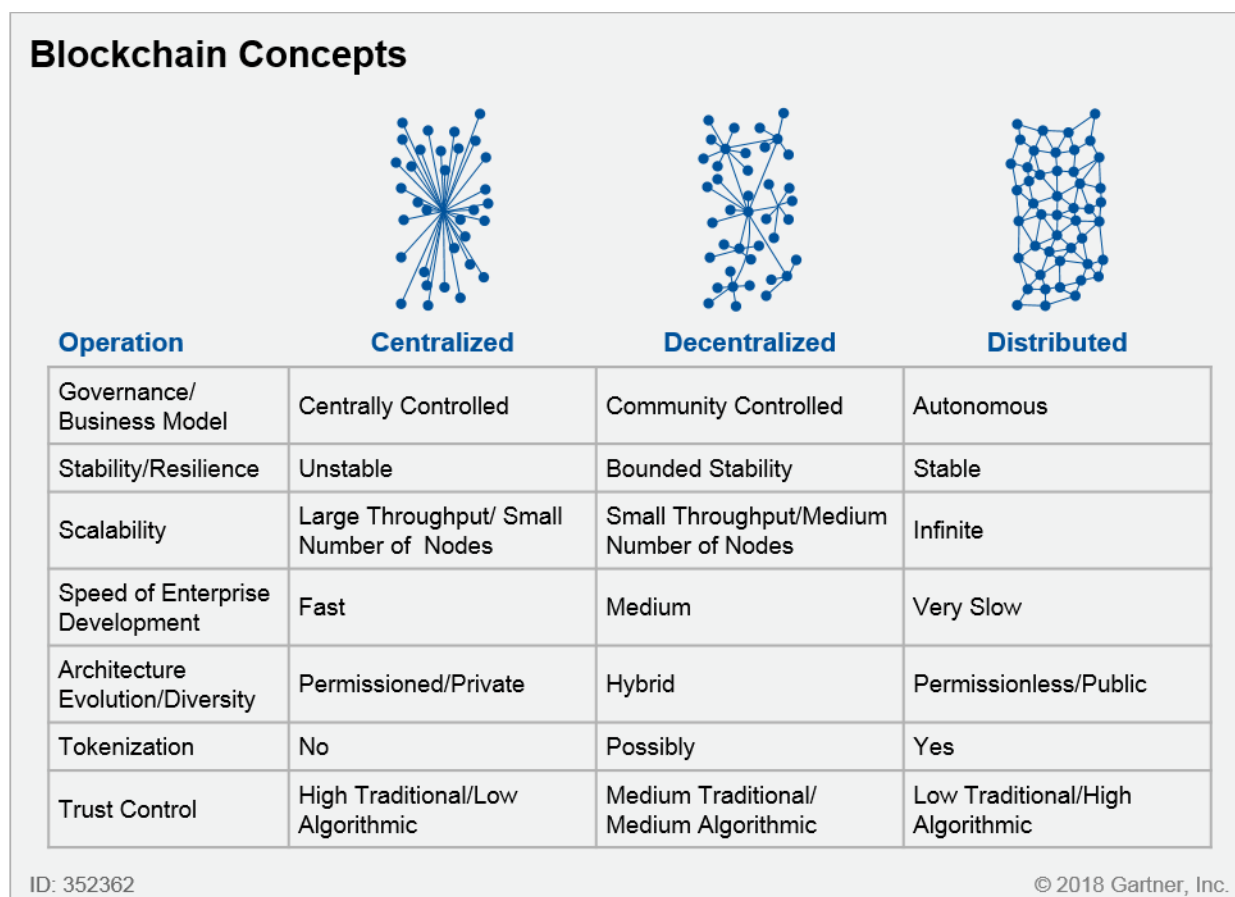 Blockchain Concepts
Operation
Centralized
Decentralized
Distributed
Governance/
Business Model
Centrally Controlled
Community Controlled
Autonomous
Stability/Resilience
Unstable
Bounded Stability
Stable
Scalability
Large Throughput/ Small
Number of Nodes
Small Throughput/Medium
Number of Nodes
Infinite
Speed of Enterprise
Development
Fast
Medium
Very Slow
Architecture
Evolution/Diversity
Permissioned/Private
Hybrid
Permissionless/Public
Tokenization
No
Possibly
Yes
Trust Control
High Traditional/Low
Algorithmic
Medium Traditional/
Medium Algorithmic
Low Traditional/High
Algorithmic
ID: 352362
© 2018 Gartner, Inc.